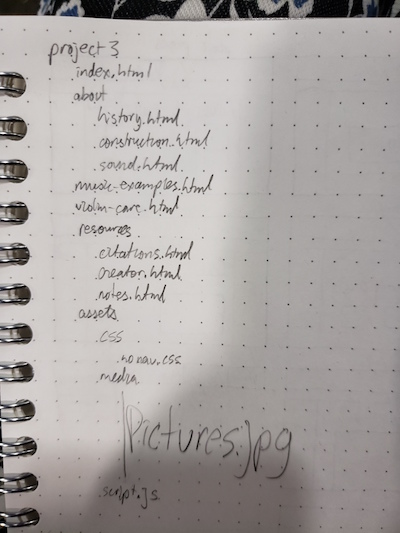 project 3
index.html
about
history.html
construction.html
sound.html
music-examples.html
violin-care.html
resources
citations.html
creator.html
notes.html
assets
css
nonav.css
media
Pictures.jpg
script.js